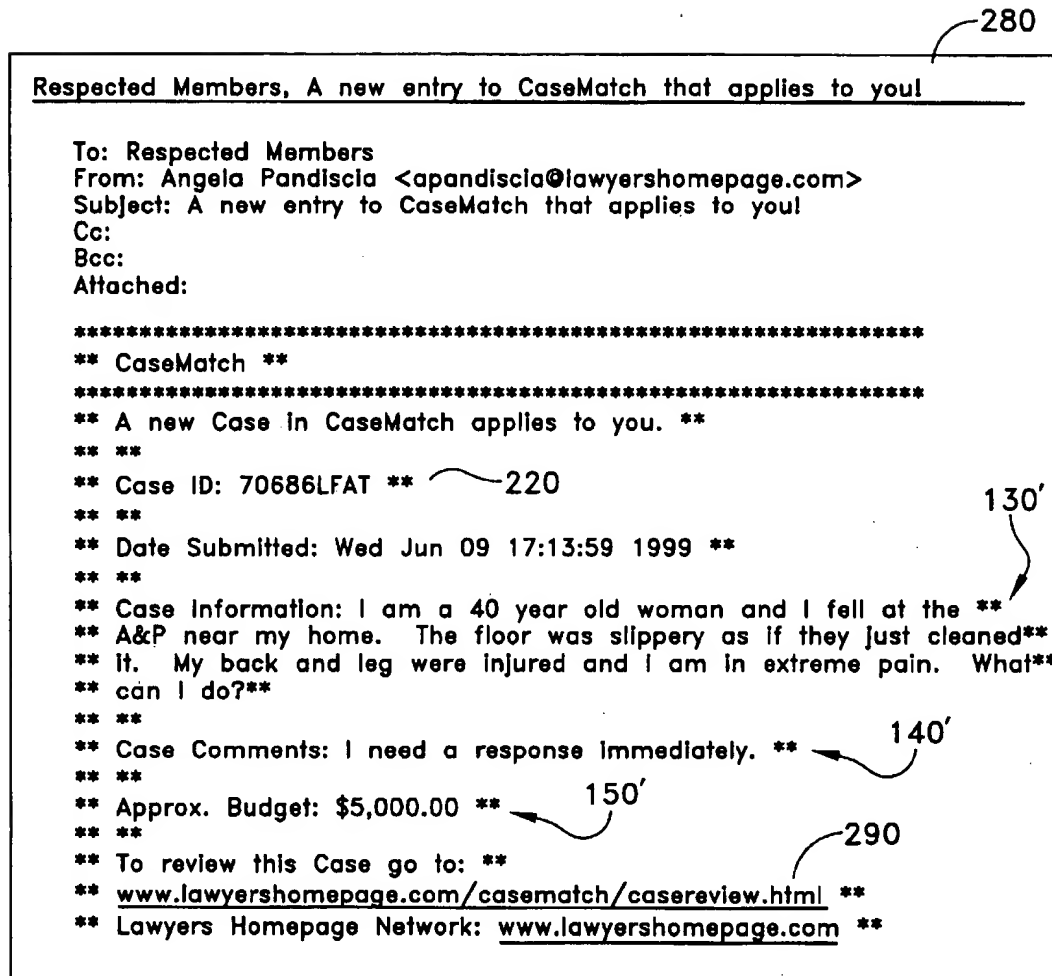 280
Respected Members, A new entry to CaseMatch that applies to you!
To: Respected Members
From: Angela Pandiscia <apandiscia@lawyershomepage.com>
Subject: A new entry to CaseMatch that applies to you!
Cc:
Bcc:
Attached:
*****************************************************************
** CaseMatch **
*****************************************************************
** A new Case in CaseMatch applies to you. **
** **
** Case ID: 70686LFAT ** 220
** **
130'
** Date Submitted: Wed Jun 09 17:13:59 1999 **
** **
** Case Information: I am a 40 year old woman and I fell at the **
** A&P near my home. The floor was slippery as if they just cleaned**
** it. My back and leg were injured and I am in extreme pain. What**
** can I do?**
** **
** Case Comments: I need a response immediately. ** 140'
** **
** Approx. Budget: $5,000.00 ** 150'
** **
290
** To review this Case go to: **
** www.lawyershomepage.com/casematch/casereview.html **
** Lawyers Homepage Network: www.lawyershomepage.com **